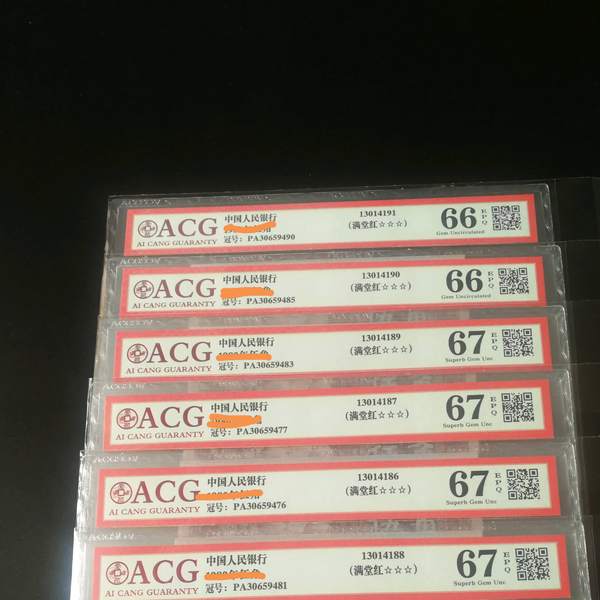 ACG
AI CANG GUARANTY
中国人民银行
冠号: PA30659490
13014191
(满堂红☆☆☆)
66
EPQ
Gem Uncirculated
ACG
AI CANG GUARANTY
中国人民银行
冠号: PA30659485
13014190
(满堂红☆☆☆)
66
EPQ
Gem Uncirculated
ACG
AI CANG GUARANTY
中国人民银行
冠号: PA30659483
13014189
(满堂红☆☆☆)
67
EPQ
Superb Gem Unc
ACG
AI CANG GUARANTY
中国人民银行
冠号: PA30659477
13014187
(满堂红☆☆☆)
67
EPQ
Superb Gem Unc
ACG
AI CANG GUARANTY
中国人民银行
冠号: PA30659476
13014186
(满堂红☆☆☆)
67
EPQ
Superb Gem Unc
ACG
AI CANG GUARANTY
中国人民银行
冠号: PA30659481
13014188
(满堂红☆☆☆)
67
EPQ
Superb Gem Unc